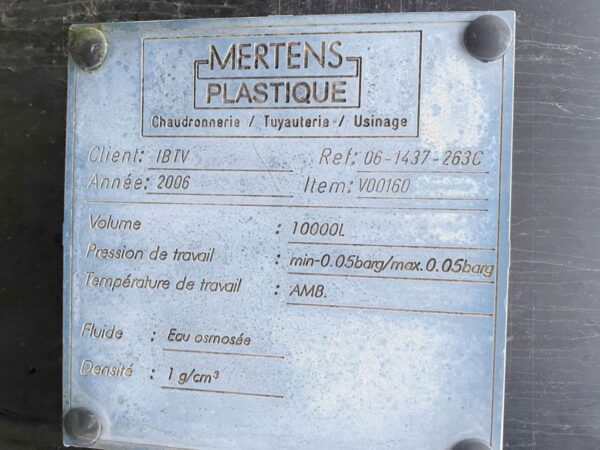 MERTENS
PLASTIQUE
Chaudronnerie / Tuyauterie / Usinage
Client: IBTV Ref: 06-1437-263C
Année: 2006 Item: V00160
Volume : 10000L
Pression de travail : min-0.05barg/max.0.05barg
Température de travail : AMB.
Fluide : Eau osmosée
Densité : 1 g/cm³